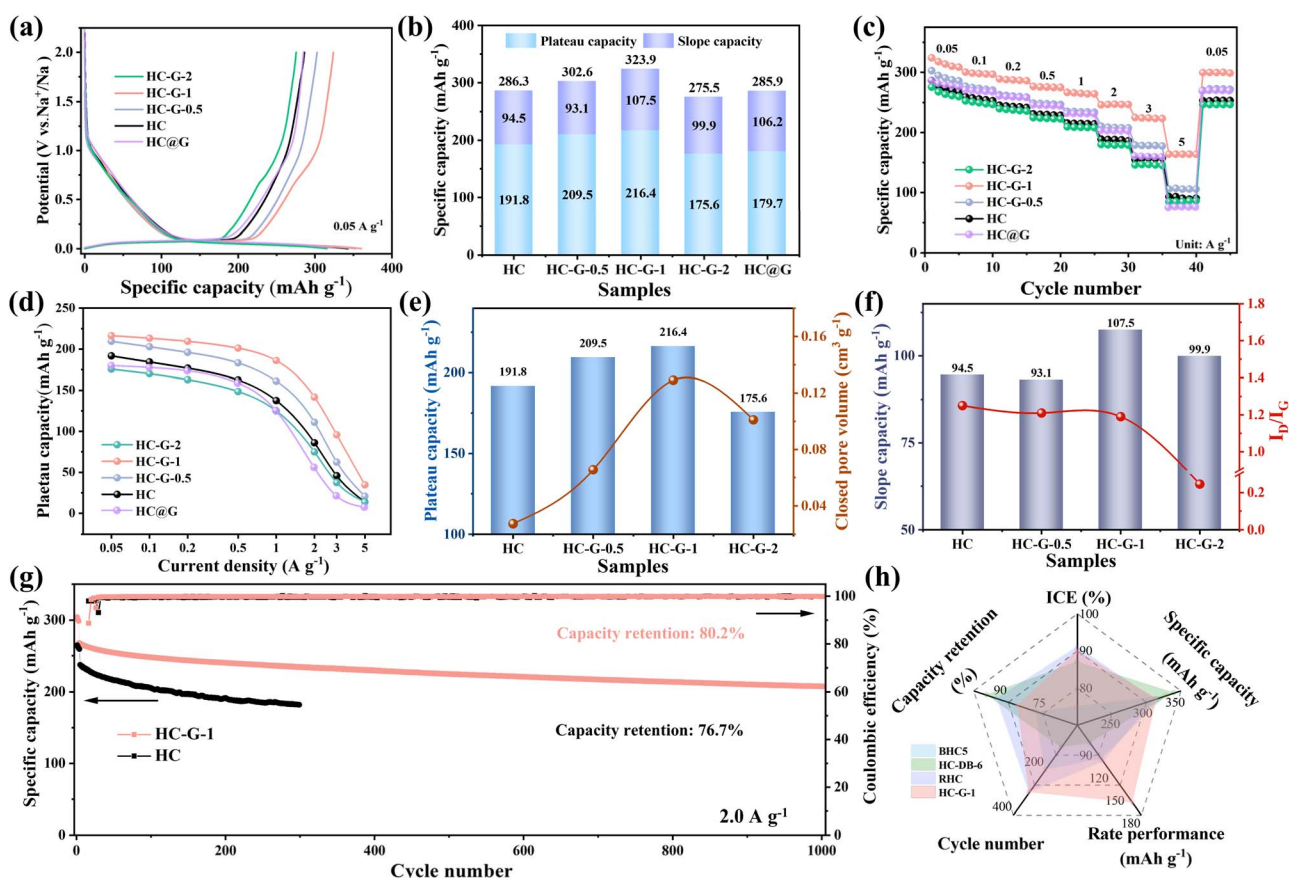 (a)
Potential (V vs.Na⁺/Na)
2.0
1.5
1.0
0.5
0.0
HC-G-2
HC-G-1
HC-G-0.5
HC
HC@G
0.05 A g⁻¹
0 100 200 300 400
Specific capacity (mAh g⁻¹)
(b)
Specific capacity (mAh g⁻¹)
400
300
200
100
0
Plateau capacity Slope capacity
286.3 302.6 323.9 275.5 285.9
94.5 93.1 107.5 99.9 106.2
191.8 209.5 216.4 175.6 179.7
HC HC-G-0.5 HC-G-1 HC-G-2 HC@G
Samples
(c)
Specific capacity (mAh g⁻¹)
300
200
100
0
0.05 0.1 0.2 0.5 1 2 3 5 0.05
HC-G-2
HC-G-1
HC-G-0.5
HC
HC@G
Unit: A g⁻¹
0 10 20 30 40
Cycle number
(d)
Plaetau capacity(mAh g⁻¹)
250
200
150
100
50
0
HC-G-2
HC-G-1
HC-G-0.5
HC
HC@G
0.05 0.1 0.2 0.5 1 2 3 5
Current density (A g⁻¹)
(e)
Plateau capacity (mAh g⁻¹)
200
150
100
191.8 209.5 216.4 175.6
0.16
0.12
0.08
0.04
Closed pore volume (cm³ g⁻¹)
HC HC-G-0.5 HC-G-1 HC-G-2
Samples
(f)
Slope capacity (mAh g⁻¹)
100
75
50
94.5 93.1 107.5 99.9
1.8
1.6
1.4
1.2
1.0
0.2
0.0
I_D/I_G
HC HC-G-0.5 HC-G-1 HC-G-2
Samples
(g)
Specific capacity (mAh g⁻¹)
300
200
100
0
Capacity retention: 80.2%
Capacity retention: 76.7%
HC-G-1
HC
2.0 A g⁻¹
100
80
60
40
20
0
Coulombic efficiency (%)
0 200 400 600 800 1000
Cycle number
(h)
ICE (%)
100
90
80
Specific capacity
(mAh g⁻¹)
350
300
250
Rate performance
(mAh g⁻¹)
90
120
150
180
Cycle number
200
400
Capacity retention
(%)
90
75
BHC5
HC-DB-6
RHC
HC-G-1